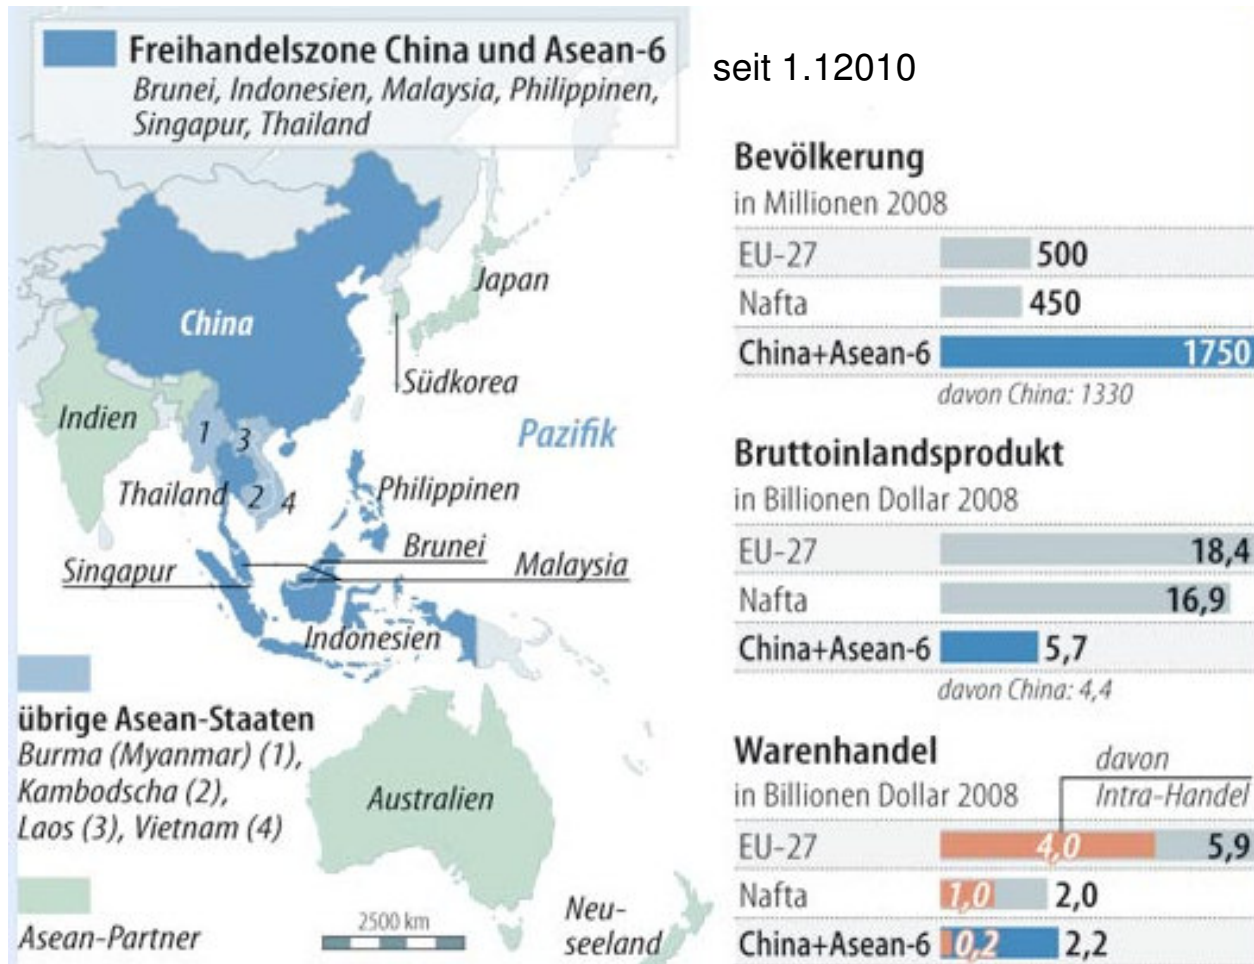 Freihandelszone China und Asean-6
Brunei, Indonesien, Malaysia, Philippinen,
Singapur, Thailand
seit 1.12010
China
Japan
Südkorea
Indien
1
3
Pazifik
Thailand
2
4
Philippinen
Brunei
Singapur
Malaysia
Indonesien
übrige Asean-Staaten
Burma (Myanmar) (1),
Kambodscha (2),
Laos (3), Vietnam (4)
Australien
Asean-Partner
2500 km
Neu-
seeland
Bevölkerung
in Millionen 2008
EU-27 500
Nafta 450
China+Asean-6 1750
davon China: 1330
Bruttoinlandsprodukt
in Billionen Dollar 2008
EU-27 18,4
Nafta 16,9
China+Asean-6 5,7
davon China: 4,4
Warenhandel
in Billionen Dollar 2008
davon
Intra-Handel
EU-27 4,0 5,9
Nafta 1,0 2,0
China+Asean-6 0,2 2,2